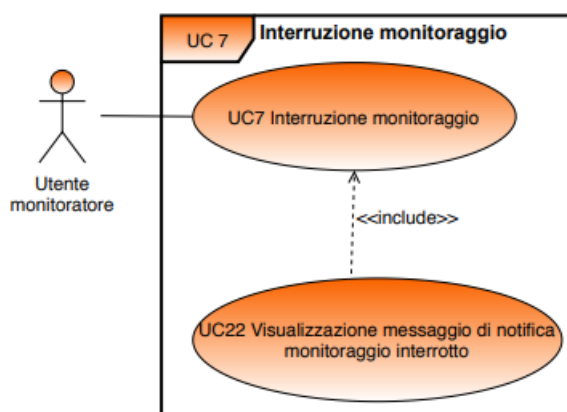 UC 7
Interruzione monitoraggio
UC7 Interruzione monitoraggio
Utente
monitoratore
<<include>>
UC22 Visualizzazione messaggio di notifica
monitoraggio interrotto